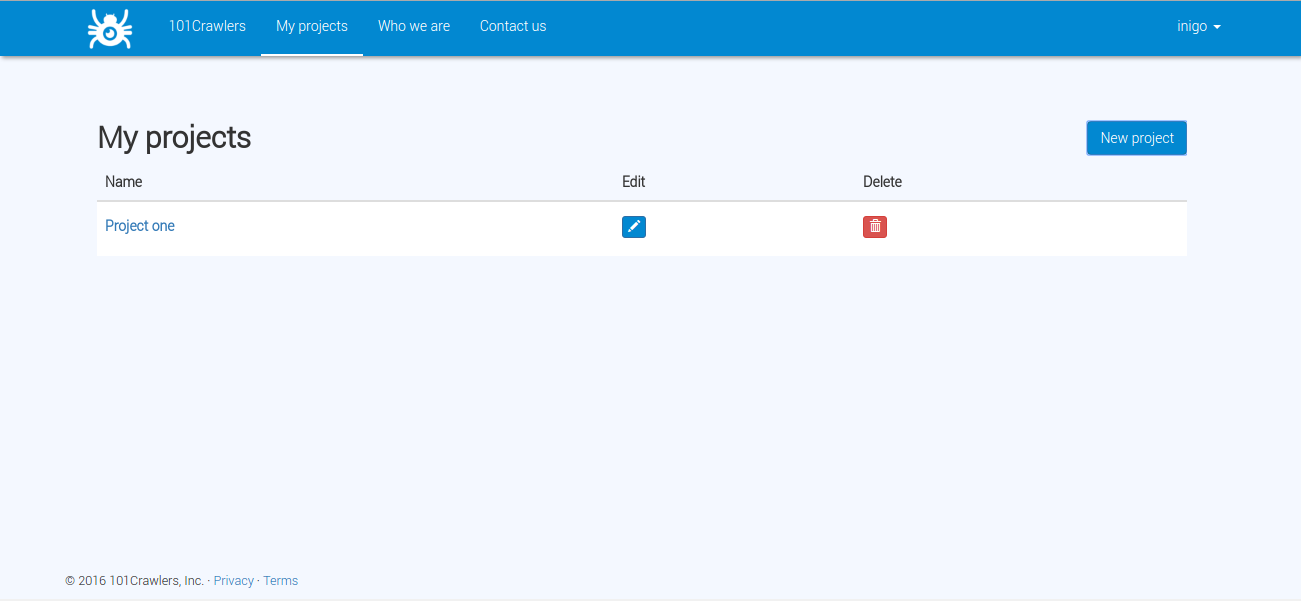 101Crawlers My projects Who we are Contact us inigo
My projects New project
Name Edit Delete
Project one
© 2016 101Crawlers, Inc. · Privacy · Terms